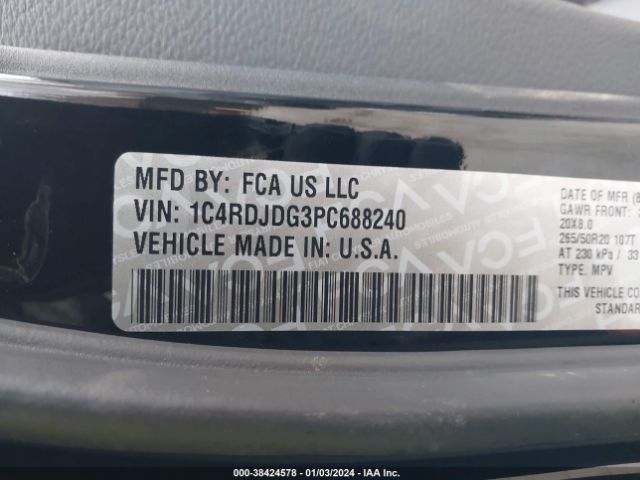 MFD BY: FCA US LLC
VIN: 1C4RDJDG3PC688240
VEHICLE MADE IN: U.S.A.
DATE OF MFR (
GAWR FRONT:
20X8.0
265/50R20 107T
AT 230 kPa / 33
TYPE: MPV
THIS VEHICLE CO
STANDAR
000-38424578 - 01/03/2024 - IAA Inc.